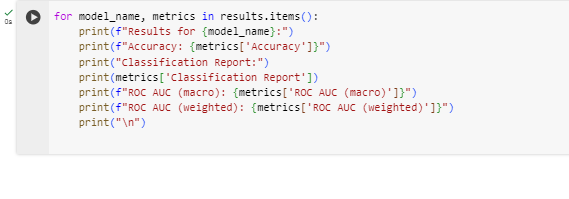 for model_name, metrics in results.items():
    print(f"Results for {model_name}:")
    print(f"Accuracy: {metrics['Accuracy']}")
    print("Classification Report:")
    print(metrics['Classification Report'])
    print(f"ROC AUC (macro): {metrics['ROC AUC (macro)']}")
    print(f"ROC AUC (weighted): {metrics['ROC AUC (weighted)']}")
    print("\n")
0s